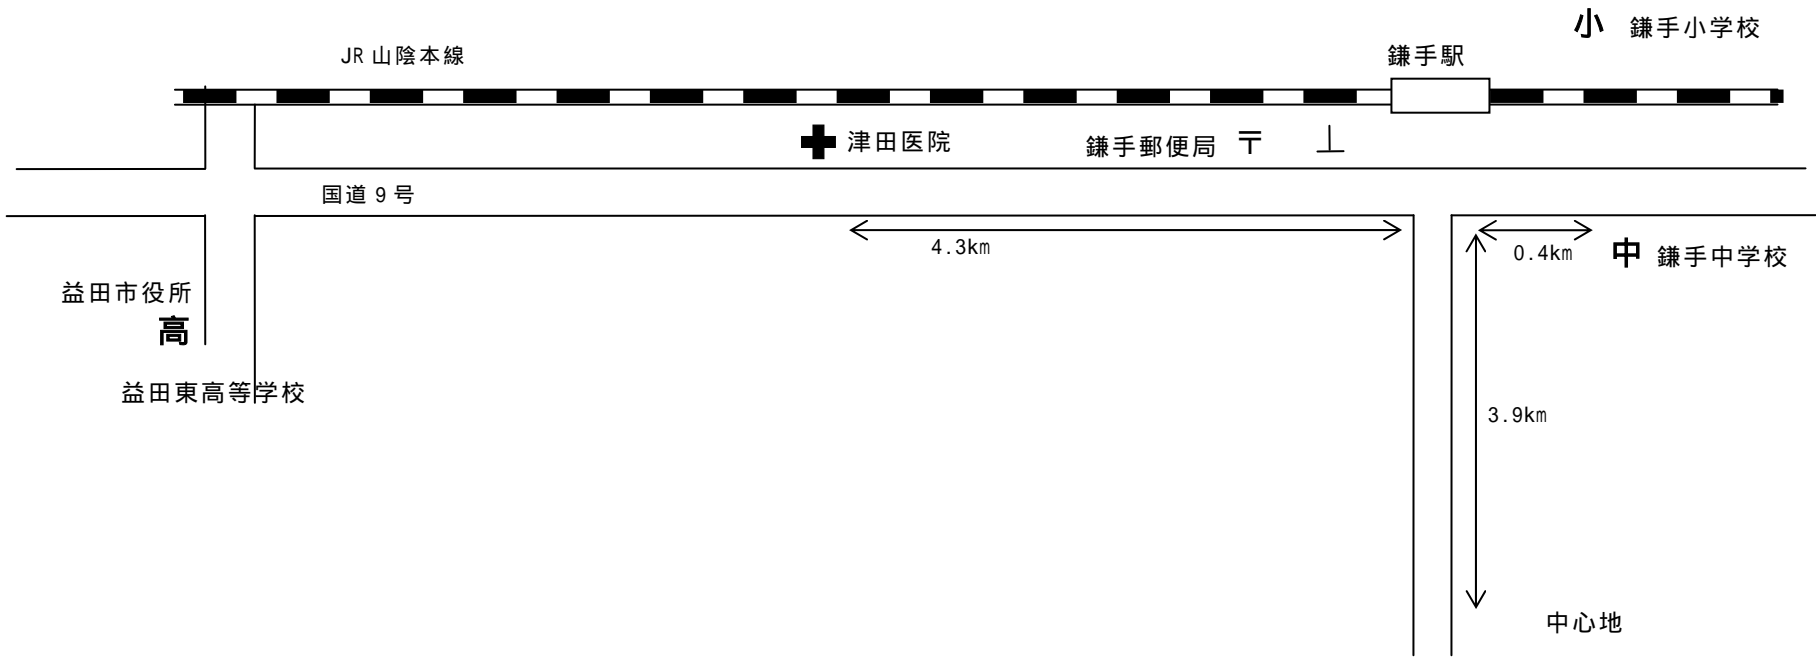 小 鎌手小学校
JR山陰本線
鎌手駅
津田医院
鎌手郵便局 〒
国道9号
4.3km
0.4km
中 鎌手中学校
益田市役所
高
益田東高等学校
3.9km
中心地